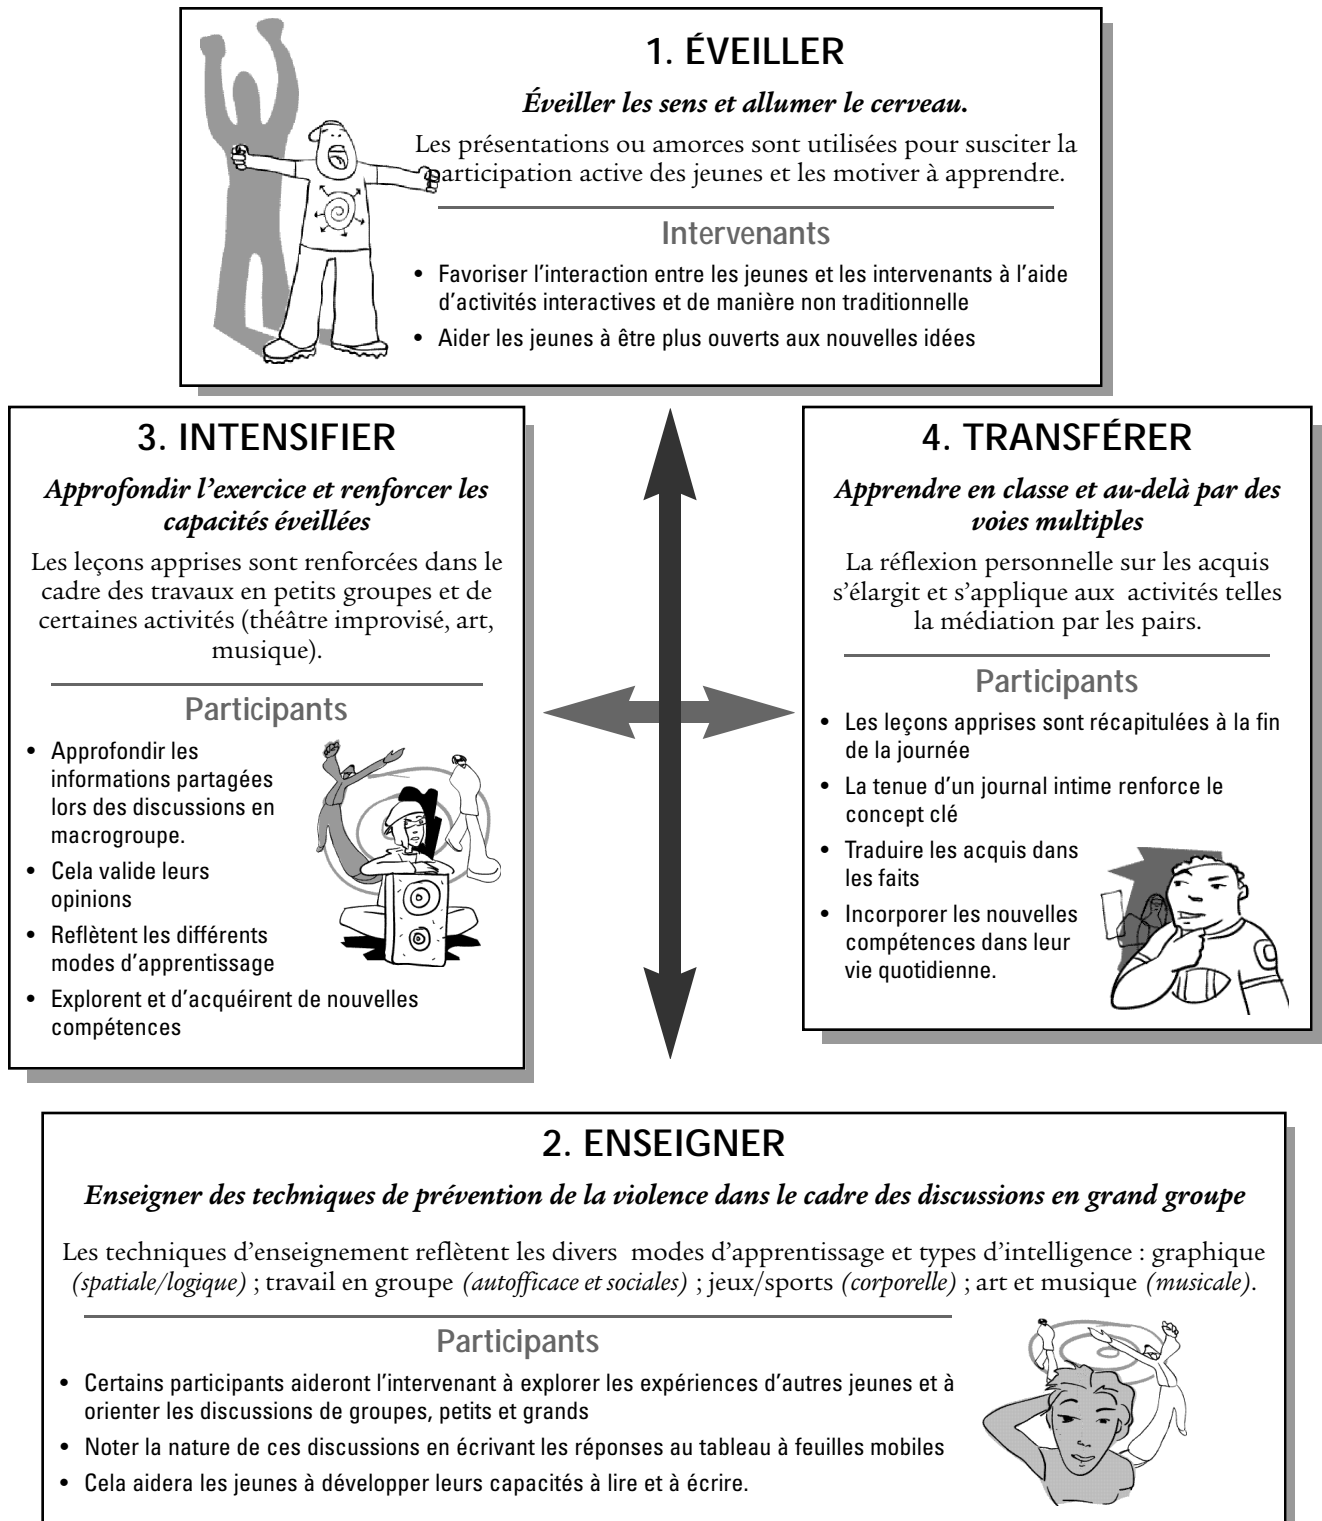 1. ÉVEILLER
Éveiller les sens et allumer le cerveau.
Les présentations ou amorces sont utilisées pour susciter la
participation active des jeunes et les motiver à apprendre.
Intervenants
• Favoriser l'interaction entre les jeunes et les intervenants à l'aide
d'activités interactives et de manière non traditionnelle
• Aider les jeunes à être plus ouverts aux nouvelles idées
3. INTENSIFIER
Approfondir l'exercice et renforcer les
capacités éveillées
Les leçons apprises sont renforcées dans le
cadre des travaux en petits groupes et de
certaines activités (théâtre improvisé, art,
musique).
Participants
• Approfondir les
informations partagées
lors des discussions en
macrogroupe.
• Cela valide leurs
opinions
• Reflètent les différents
modes d'apprentissage
• Explorent et d'acquéirent de nouvelles
compétences
4. TRANSFÉRER
Apprendre en classe et au-delà par des
voies multiples
La réflexion personnelle sur les acquis
s'élargit et s'applique aux activités telles
la médiation par les pairs.
Participants
• Les leçons apprises sont récapitulées à la fin
de la journée
• La tenue d'un journal intime renforce le
concept clé
• Traduire les acquis dans
les faits
• Incorporer les nouvelles
compétences dans leur
vie quotidienne.
2. ENSEIGNER
Enseigner des techniques de prévention de la violence dans le cadre des discussions en grand groupe
Les techniques d'enseignement reflètent les divers modes d'apprentissage et types d'intelligence : graphique
(spatiale/logique) ; travail en groupe (autofficace et sociales) ; jeux/sports (corporelle) ; art et musique (musicale).
Participants
• Certains participants aideront l'intervenant à explorer les expériences d'autres jeunes et à
orienter les discussions de groupes, petits et grands
• Noter la nature de ces discussions en écrivant les réponses au tableau à feuilles mobiles
• Cela aidera les jeunes à développer leurs capacités à lire et à écrire.